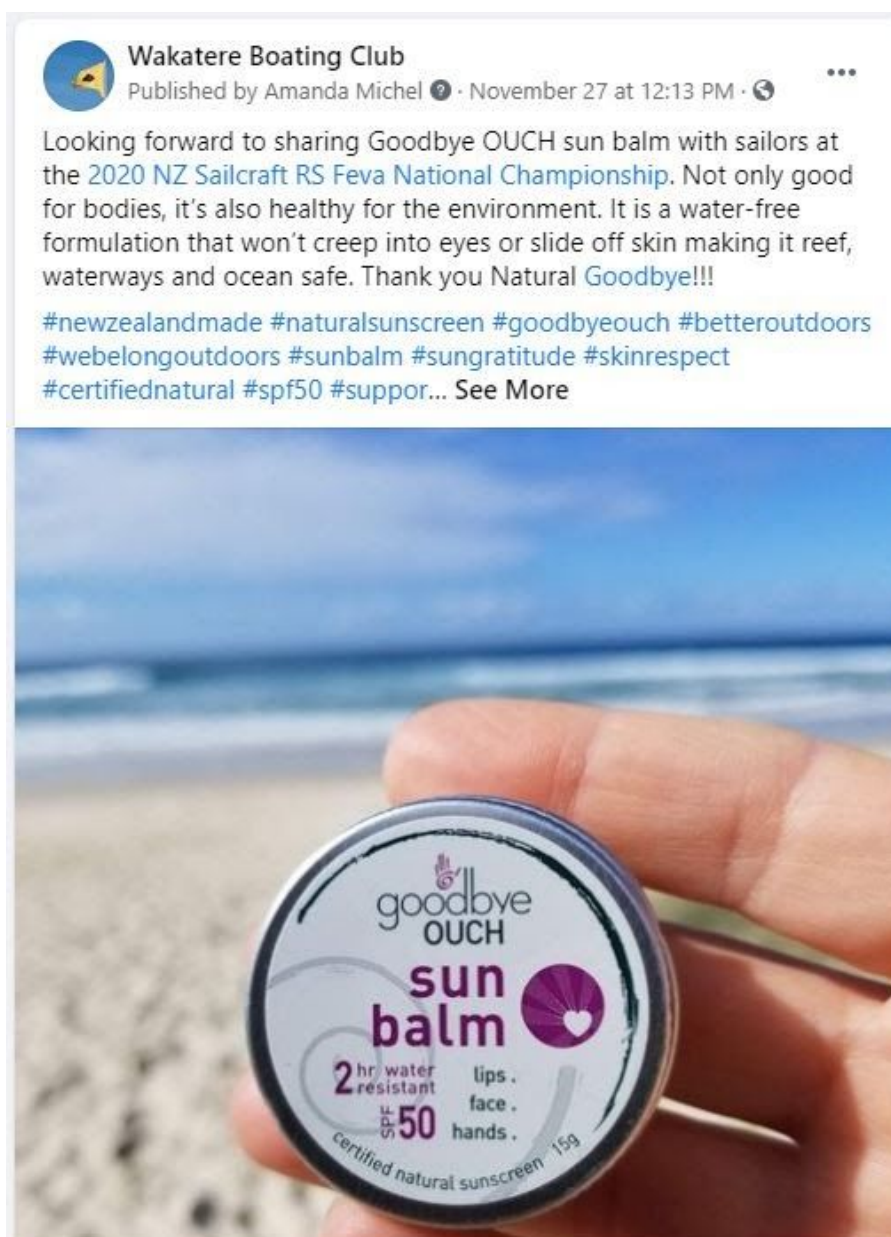 Wakatere Boating Club
Published by Amanda Michel · November 27 at 12:13 PM ·
Looking forward to sharing Goodbye OUCH sun balm with sailors at
the 2020 NZ Sailcraft RS Feva National Championship. Not only good
for bodies, it's also healthy for the environment. It is a water-free
formulation that won't creep into eyes or slide off skin making it reef,
waterways and ocean safe. Thank you Natural Goodbye!!!
#newzealandmade #naturalsunscreen #goodbyeouch #betteroutdoors
#webelongoutdoors #sunbalm #sungratitude #skinrespect
#certifiednatural #spf50 #suppor... See More
goodbye
OUCH
sun
balm
2 hr water
resistant
SPF 50
lips.
face.
hands.
certified natural sunscreen 15g